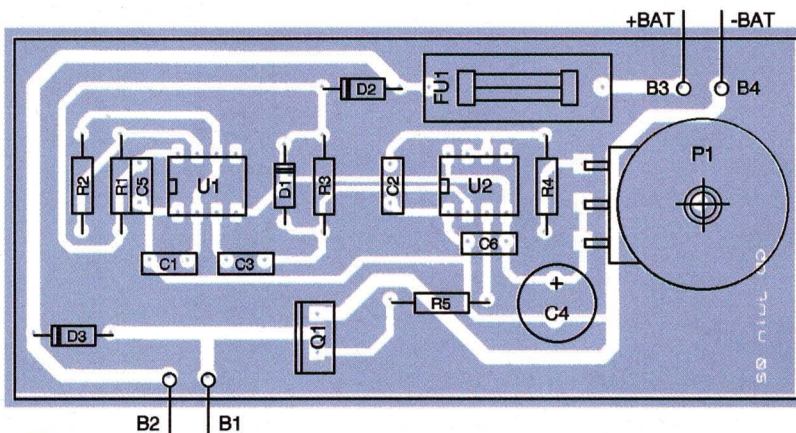 +BAT
-BAT
FU1
B3
B4
D2
P1
R2
R1
C5
U1
D1
R3
C2
U2
R4
C1
C3
C6
+
C4
R5
D3
Q1
B2
B1